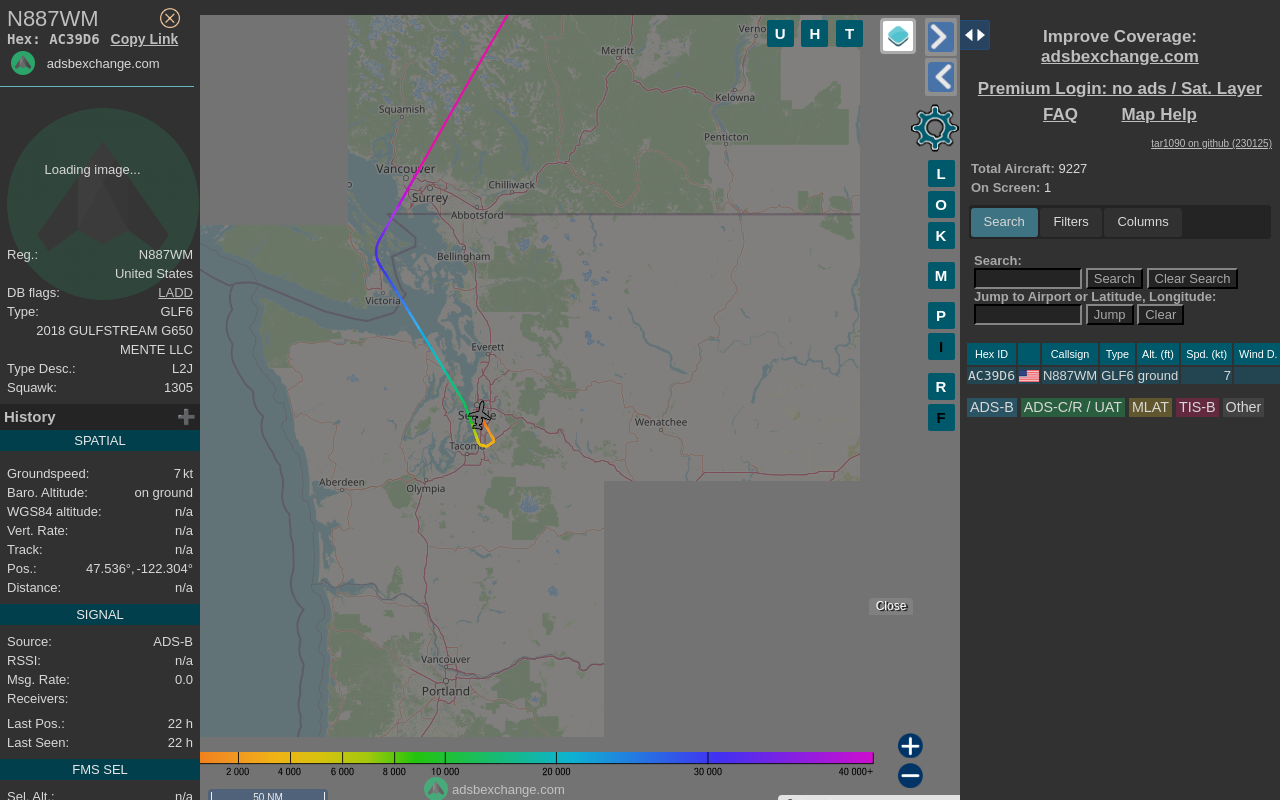 N887WM
Hex: AC39D6 Copy Link
adsbexchange.com
Loading image...
Reg.: N887WM
United States
DB flags: LADD
Type: GLF6
2018 GULFSTREAM G650
MENTE LLC
Type Desc.: L2J
Squawk: 1305
History
SPATIAL
Groundspeed: 7 kt
Baro. Altitude: on ground
WGS84 altitude: n/a
Vert. Rate: n/a
Track: n/a
Pos.: 47.536°, -122.304°
Distance: n/a
SIGNAL
Source: ADS-B
RSSI: n/a
Msg. Rate: 0.0
Receivers:
Last Pos.: 22 h
Last Seen: 22 h
FMS SEL
Sel. Alt.: n/a
U H T
Merritt
Squamish
Kelowna
Penticton
Vancouver
Surrey
Chilliwack
Abbotsford
Bellingham
Victoria
Everett
Tacoma
Wenatchee
Aberdeen
Olympia
Vancouver
Portland
L
O
K
M
P
I
R
F
Close
2 000 4 000 6 000 8 000 10 000 20 000 30 000 40 000+
adsbexchange.com
50 NM
Improve Coverage:
adsbexchange.com
Premium Login: no ads / Sat. Layer
FAQ Map Help
tar1090 on github (230125)
Total Aircraft: 9227
On Screen: 1
Search Filters Columns
Search:
Search Clear Search
Jump to Airport or Latitude, Longitude:
Jump Clear
Hex ID Callsign Type Alt. (ft) Spd. (kt) Wind D.
AC39D6 N887WM GLF6 ground 7
ADS-B ADS-C/R / UAT MLAT TIS-B Other